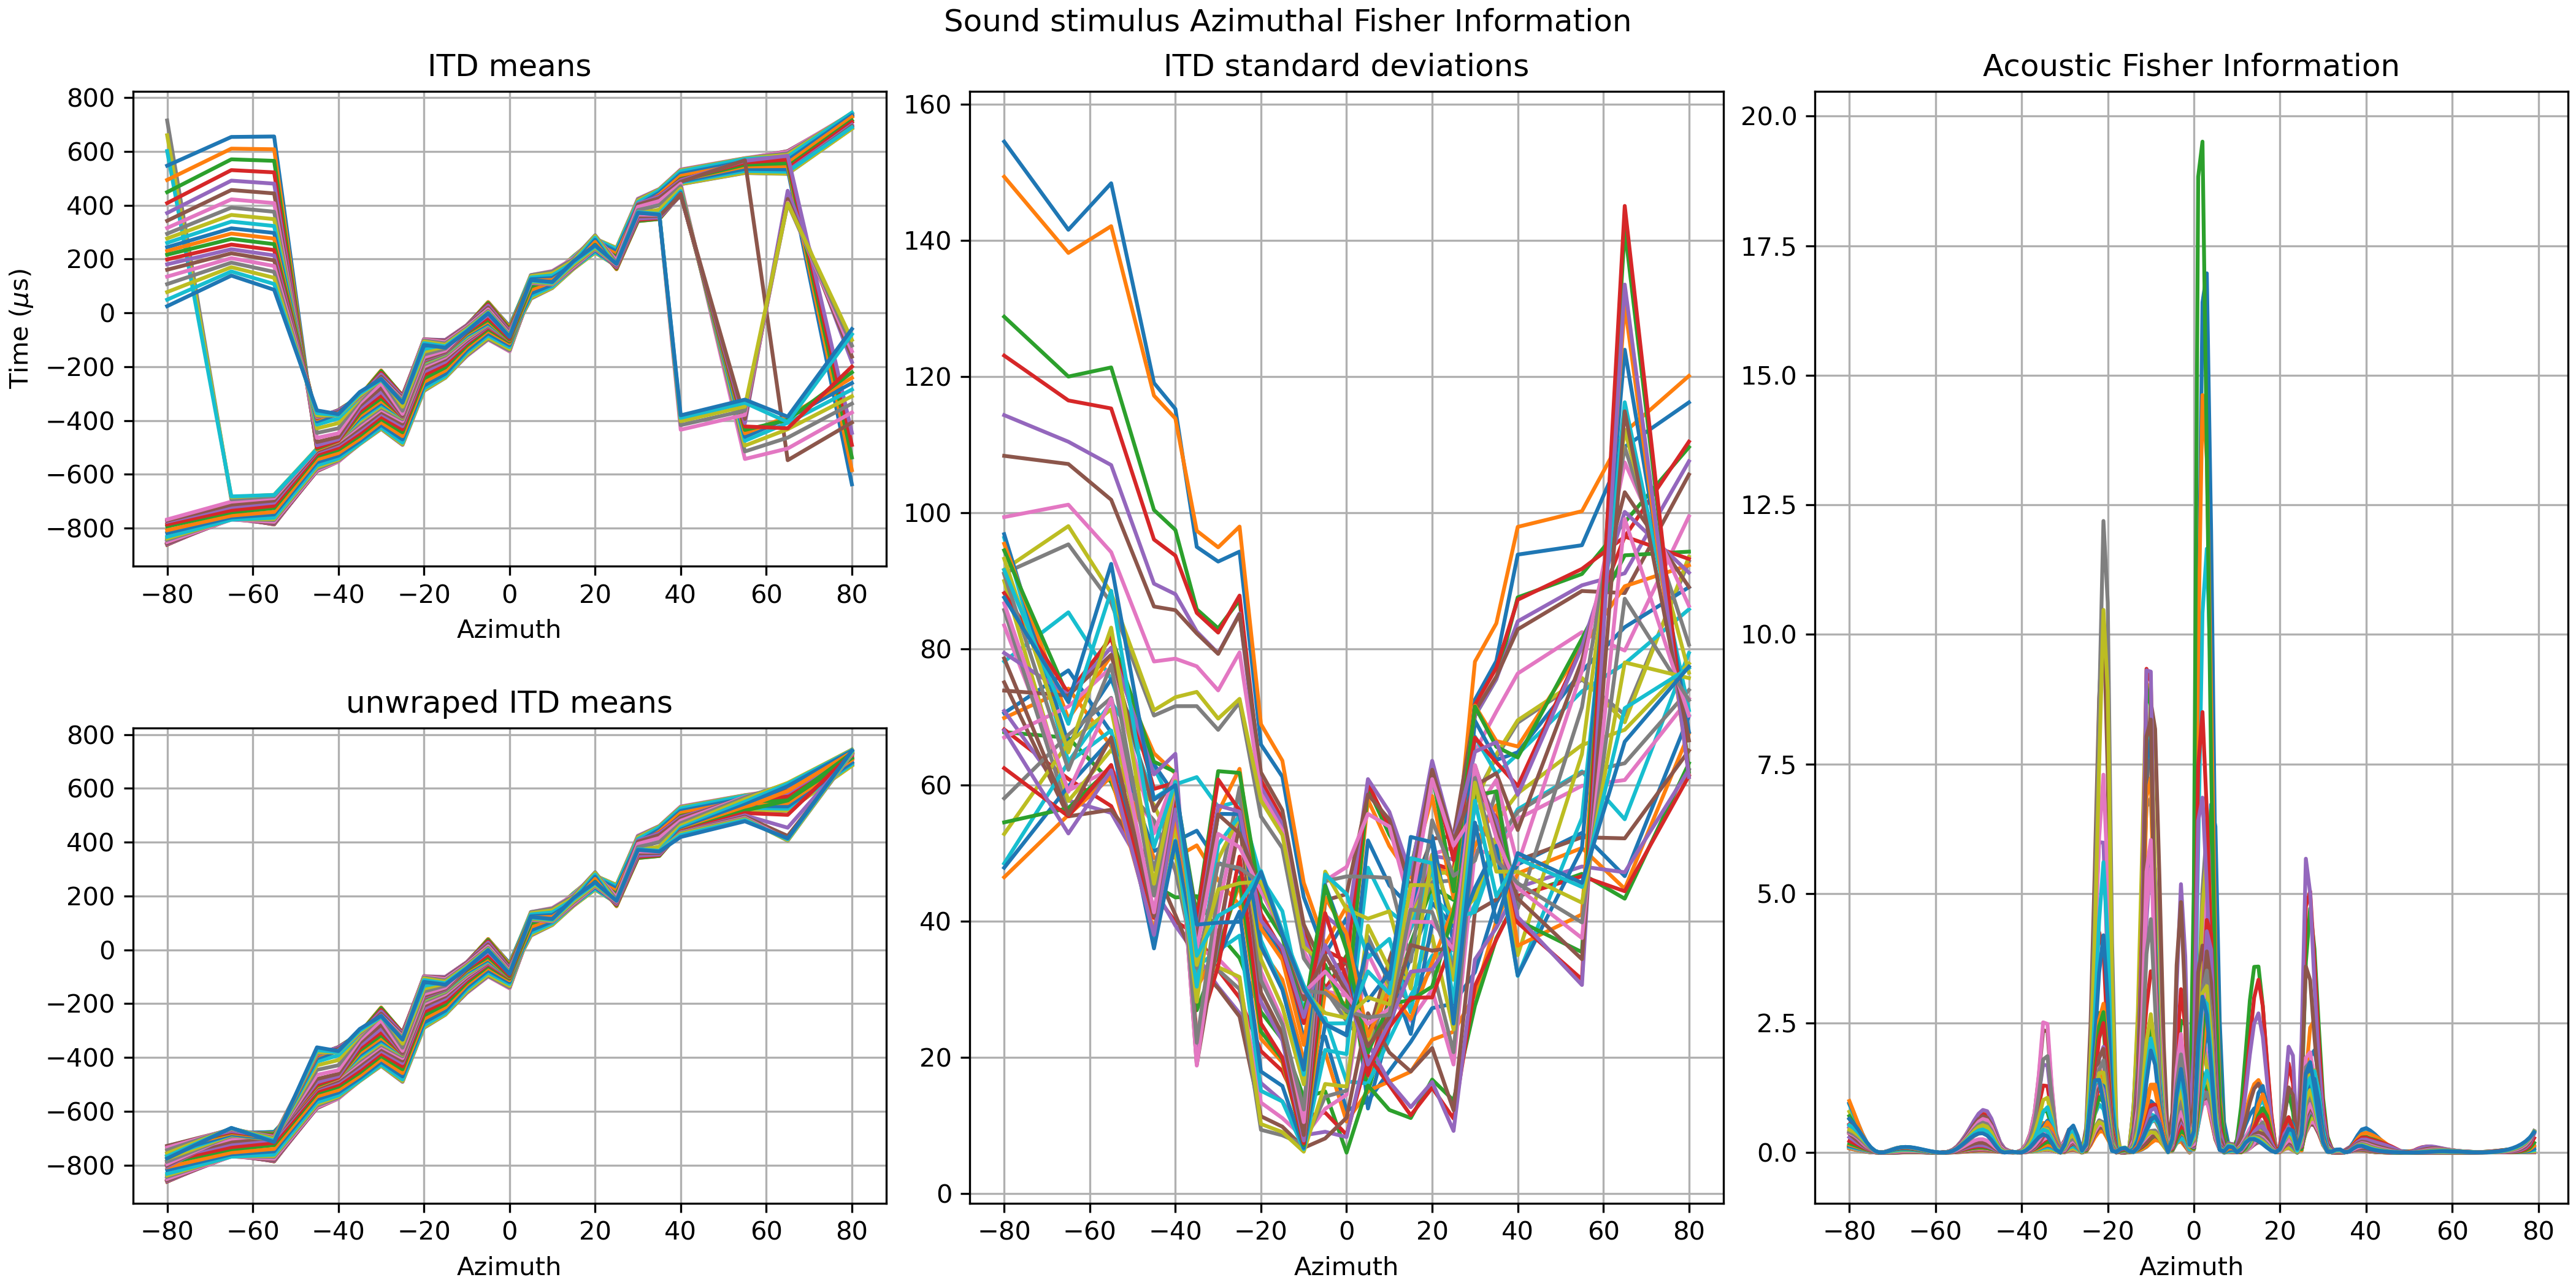 Sound stimulus Azimuthal Fisher Information
ITD means
800
600
400
200
0
−200
−400
−600
−800
Time (μs)
−80 −60 −40 −20 0 20 40 60 80
Azimuth
unwraped ITD means
800
600
400
200
0
−200
−400
−600
−800
−80 −60 −40 −20 0 20 40 60 80
Azimuth
ITD standard deviations
160
140
120
100
80
60
40
20
0
−80 −60 −40 −20 0 20 40 60 80
Azimuth
Acoustic Fisher Information
20.0
17.5
15.0
12.5
10.0
7.5
5.0
2.5
0.0
−80 −60 −40 −20 0 20 40 60 80
Azimuth